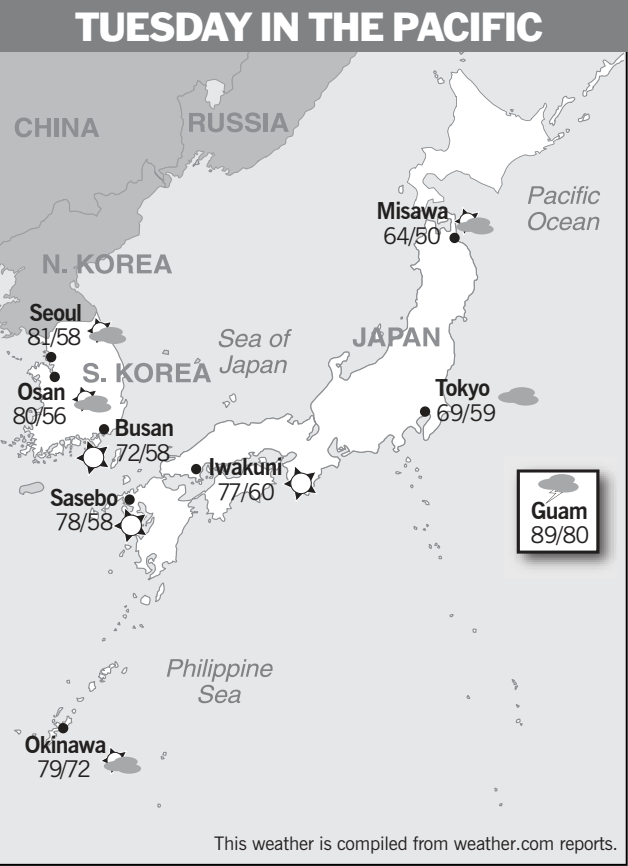 TUESDAY IN THE PACIFIC
CHINA
RUSSIA
Pacific
Ocean
Misawa
64/50
N. KOREA
Seoul
81/58
Sea of
Japan
JAPAN
S. KOREA
Osan
80/56
Tokyo
69/59
Busan
72/58
Iwakuni
77/60
Sasebo
78/58
Guam
89/80
Philippine
Sea
Okinawa
79/72
This weather is compiled from weather.com reports.